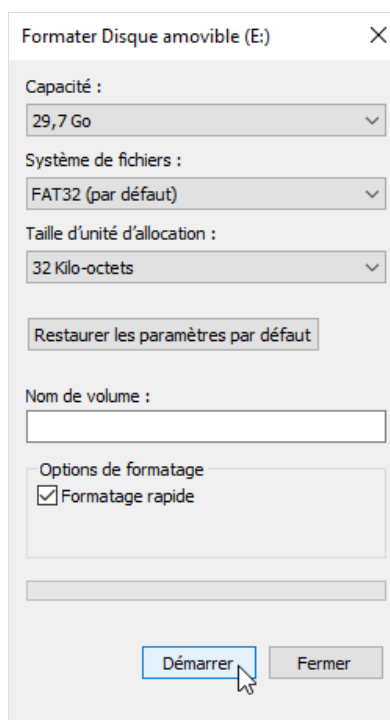 Formater Disque amovible (E:)
Capacité :
29,7 Go
Système de fichiers :
FAT32 (par défaut)
Taille d’unité d’allocation :
32 Kilo-octets
Restaurer les paramètres par défaut
Nom de volume :
Options de formatage
Formatage rapide
Démarrer
Fermer